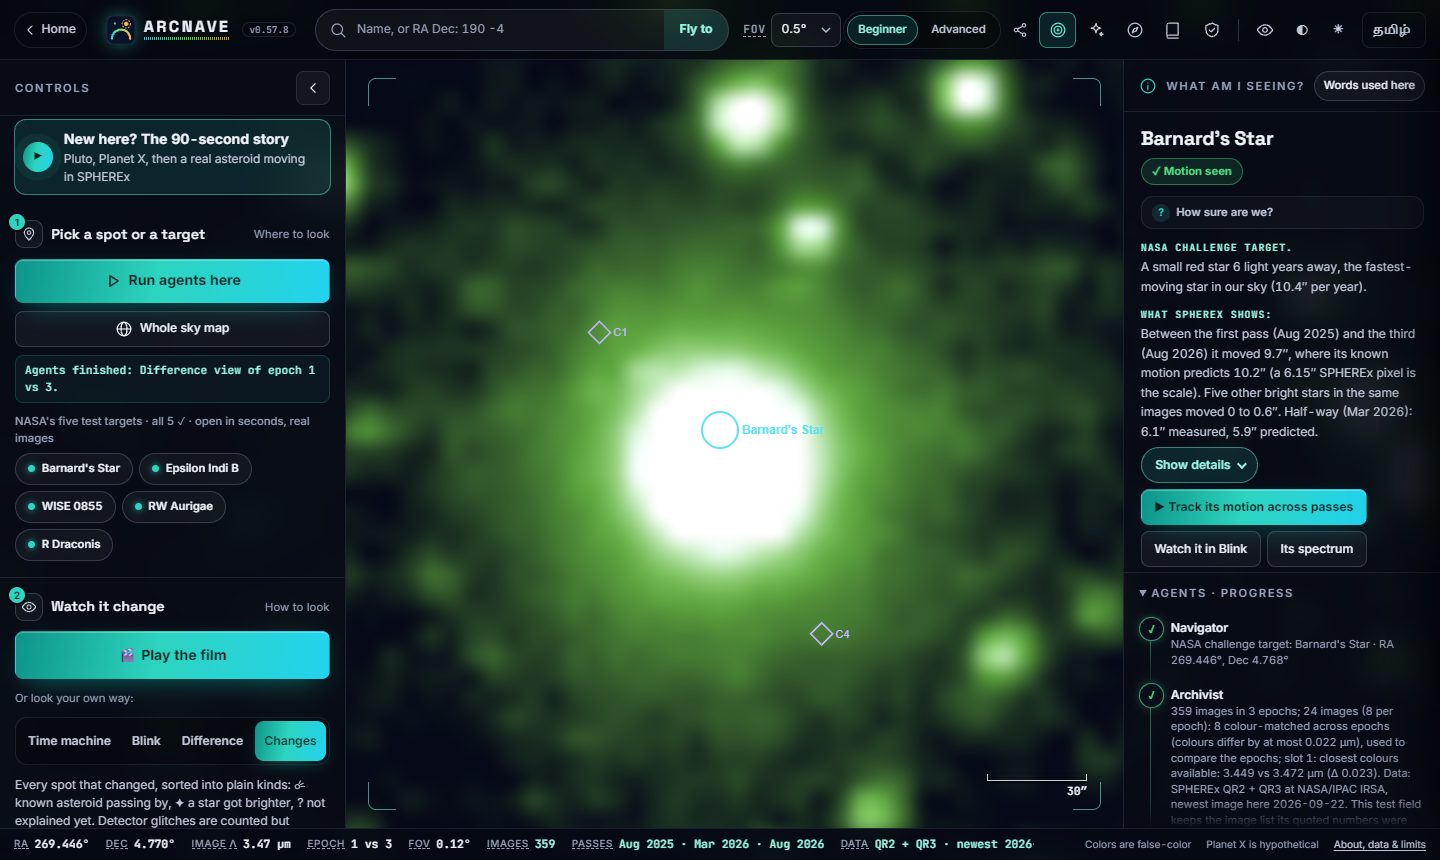 Home
ARCNAVE
v0.57.8
Name, or RA Dec: 190 -4
Fly to
FOV
0.5°
Beginner
Advanced
தமிழ்
CONTROLS
New here? The 90-second story
Pluto, Planet X, then a real asteroid moving
in SPHEREx
1
Pick a spot or a target
Where to look
Run agents here
Whole sky map
Agents finished: Difference view of epoch 1
vs 3.
NASA's five test targets · all 5 ✓ · open in seconds, real
images
Barnard's Star
Epsilon Indi B
WISE 0855
RW Aurigae
R Draconis
2
Watch it change
How to look
Play the film
Or look your own way:
Time machine
Blink
Difference
Changes
Every spot that changed, sorted into plain kinds: ☄
known asteroid passing by, ✦ a star got brighter, ? not
explained yet. Detector glitches are counted but
C1
Barnard's Star
C4
30″
WHAT AM I SEEING?
Words used here
Barnard's Star
✓ Motion seen
? How sure are we?
NASA CHALLENGE TARGET.
A small red star 6 light years away, the fastest-
moving star in our sky (10.4″ per year).
WHAT SPHEREX SHOWS:
Between the first pass (Aug 2025) and the third
(Aug 2026) it moved 9.7″, where its known
motion predicts 10.2″ (a 6.15″ SPHEREx pixel is
the scale). Five other bright stars in the same
images moved 0 to 0.6″. Half-way (Mar 2026):
6.1″ measured, 5.9″ predicted.
Show details
▶ Track its motion across passes
Watch it in Blink
Its spectrum
▼ AGENTS · PROGRESS
✓
Navigator
NASA challenge target: Barnard's Star · RA
269.446°, Dec 4.768°
✓
Archivist
359 images in 3 epochs; 24 images (8 per
epoch): 8 colour-matched across epochs
(colours differ by at most 0.022 µm), used to
compare the epochs; slot 1: closest colours
available: 3.449 vs 3.472 µm (Δ 0.023). Data:
SPHEREx QR2 + QR3 at NASA/IPAC IRSA,
newest image here 2026-09-22. This test field
keeps the image list its quoted numbers were
RA 269.446°
DEC 4.770°
IMAGE Λ 3.47 µm
EPOCH 1 vs 3
FOV 0.12°
IMAGES 359
PASSES Aug 2025 · Mar 2026 · Aug 2026
DATA QR2 + QR3 · newest 2026-
Colors are false-color
Planet X is hypothetical
About, data & limits